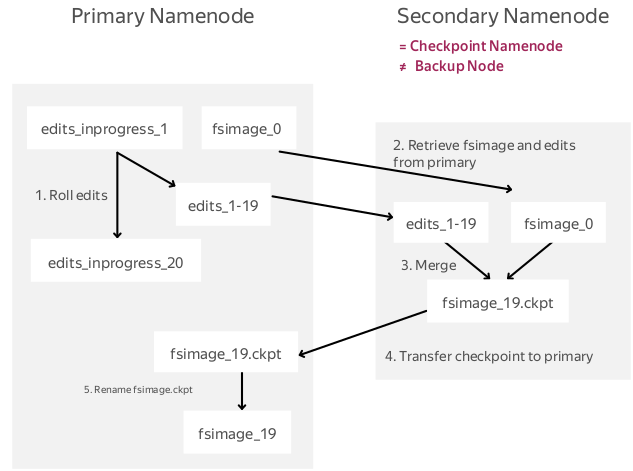 Primary Namenode
Secondary Namenode
= Checkpoint Namenode
≠ Backup Node
edits_inprogress_1
fsimage_0
2. Retrieve fsimage and edits
from primary
1. Roll edits
edits_1-19
edits_1-19
fsimage_0
edits_inprogress_20
3. Merge
fsimage_19.ckpt
fsimage_19.ckpt
4. Transfer checkpoint to primary
5. Rename fsimage.ckpt
fsimage_19